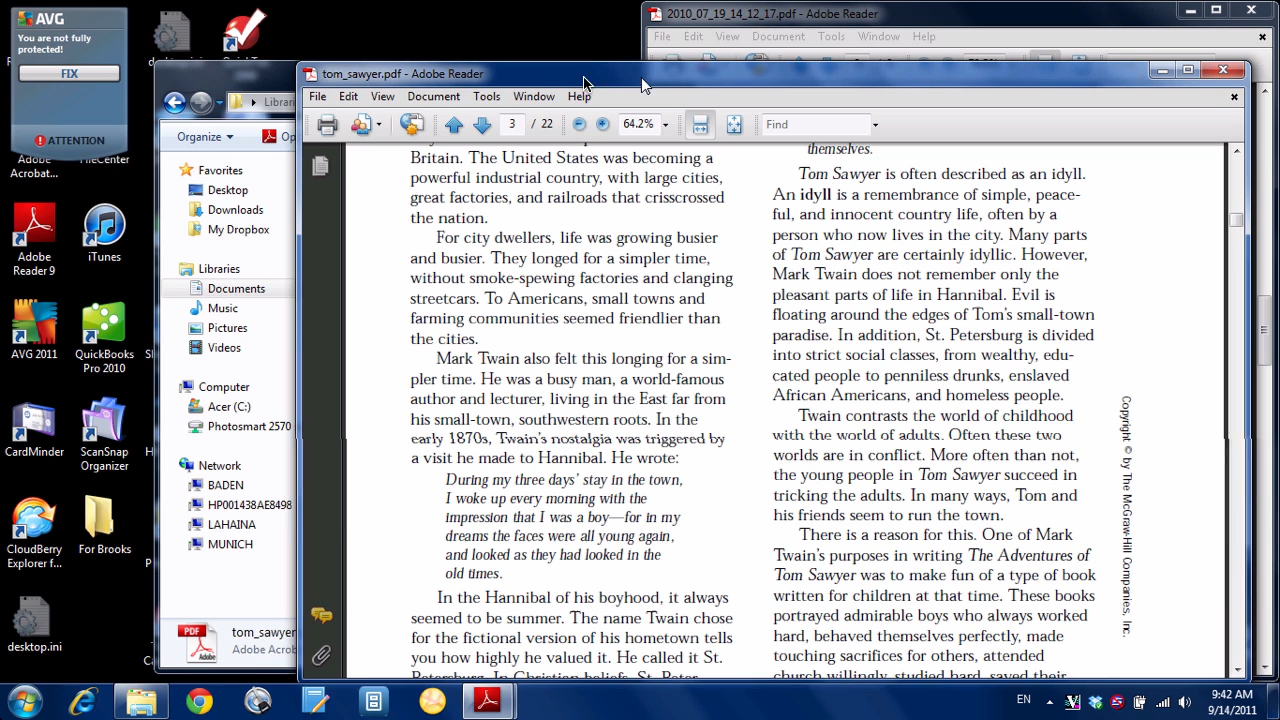 AVG
You are not fully
protected!
FIX
ATTENTION
desktop.ini
Adobe
Acrobat...
FileCenter
Adobe
Reader 9
iTunes
AVG 2011
QuickBooks
Pro 2010
CardMinder
ScanSnap
Organizer
CloudBerry
Explorer f...
For Brooks
desktop.ini
2010_07_19_14_12_17.pdf - Adobe Reader
File Edit View Document Tools Window Help
Librari
Organize
Op
Favorites
Desktop
Downloads
My Dropbox
Libraries
Documents
Music
Pictures
Videos
Computer
Acer (C:)
Photosmart 2570
Network
BADEN
HP001438AE8498
LAHAINA
MUNICH
PDF
Adobe
tom_sawyer
Adobe Acroba
tom_sawyer.pdf - Adobe Reader
File Edit View Document Tools Window Help
3 / 22 64.2% Find
Britain. The United States was becoming a
powerful industrial country, with large cities,
great factories, and railroads that crisscrossed
the nation.
For city dwellers, life was growing busier
and busier. They longed for a simpler time,
without smoke-spewing factories and clanging
streetcars. To Americans, small towns and
farming communities seemed friendlier than
the cities.
Mark Twain also felt this longing for a sim-
pler time. He was a busy man, a world-famous
author and lecturer, living in the East far from
his small-town, southwestern roots. In the
early 1870s, Twain's nostalgia was triggered by
a visit he made to Hannibal. He wrote:
During my three days' stay in the town,
I woke up every morning with the
impression that I was a boy—for in my
dreams the faces were all young again,
and looked as they had looked in the
old times.
In the Hannibal of his boyhood, it always
seemed to be summer. The name Twain chose
for the fictional version of his hometown tells
you how highly he valued it. He called it St.
Petersburg. In Christian beliefs, St. Peter
themselves.
Tom Sawyer is often described as an idyll.
An idyll is a remembrance of simple, peace-
ful, and innocent country life, often by a
person who now lives in the city. Many parts
of Tom Sawyer are certainly idyllic. However,
Mark Twain does not remember only the
pleasant parts of life in Hannibal. Evil is
floating around the edges of Tom's small-town
paradise. In addition, St. Petersburg is divided
into strict social classes, from wealthy, edu-
cated people to penniless drunks, enslaved
African Americans, and homeless people.
Twain contrasts the world of childhood
with the world of adults. Often these two
worlds are in conflict. More often than not,
the young people in Tom Sawyer succeed in
tricking the adults. In many ways, Tom and
his friends seem to run the town.
There is a reason for this. One of Mark
Twain's purposes in writing The Adventures of
Tom Sawyer was to make fun of a type of book
written for children at that time. These books
portrayed admirable boys who always worked
hard, behaved themselves perfectly, made
touching sacrifices for others, attended
church willingly, studied hard, saved their
Copyright © by The McGraw-Hill Companies, Inc.
EN
9:42 AM
9/14/2011